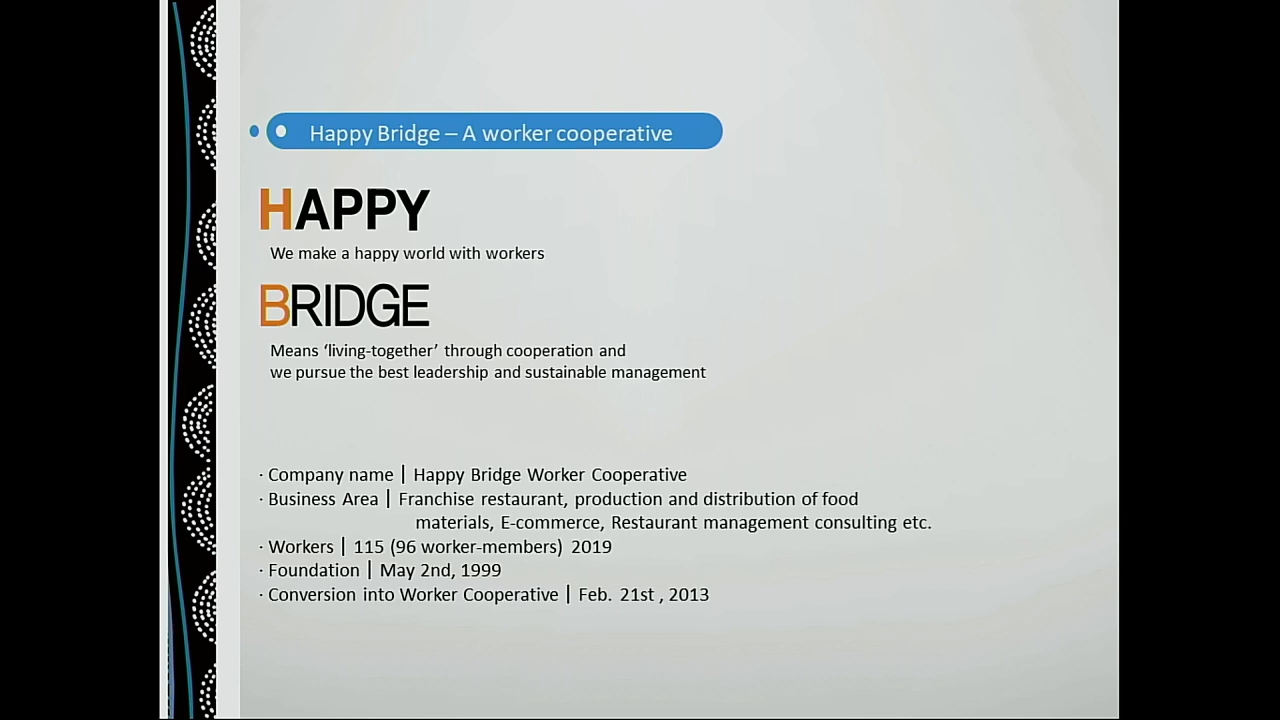 Happy Bridge – A worker cooperative
HAPPY
We make a happy world with workers
BRIDGE
Means ‘living-together’ through cooperation and
we pursue the best leadership and sustainable management
· Company name | Happy Bridge Worker Cooperative
· Business Area | Franchise restaurant, production and distribution of food
materials, E-commerce, Restaurant management consulting etc.
· Workers | 115 (96 worker-members) 2019
· Foundation | May 2nd, 1999
· Conversion into Worker Cooperative | Feb. 21st , 2013